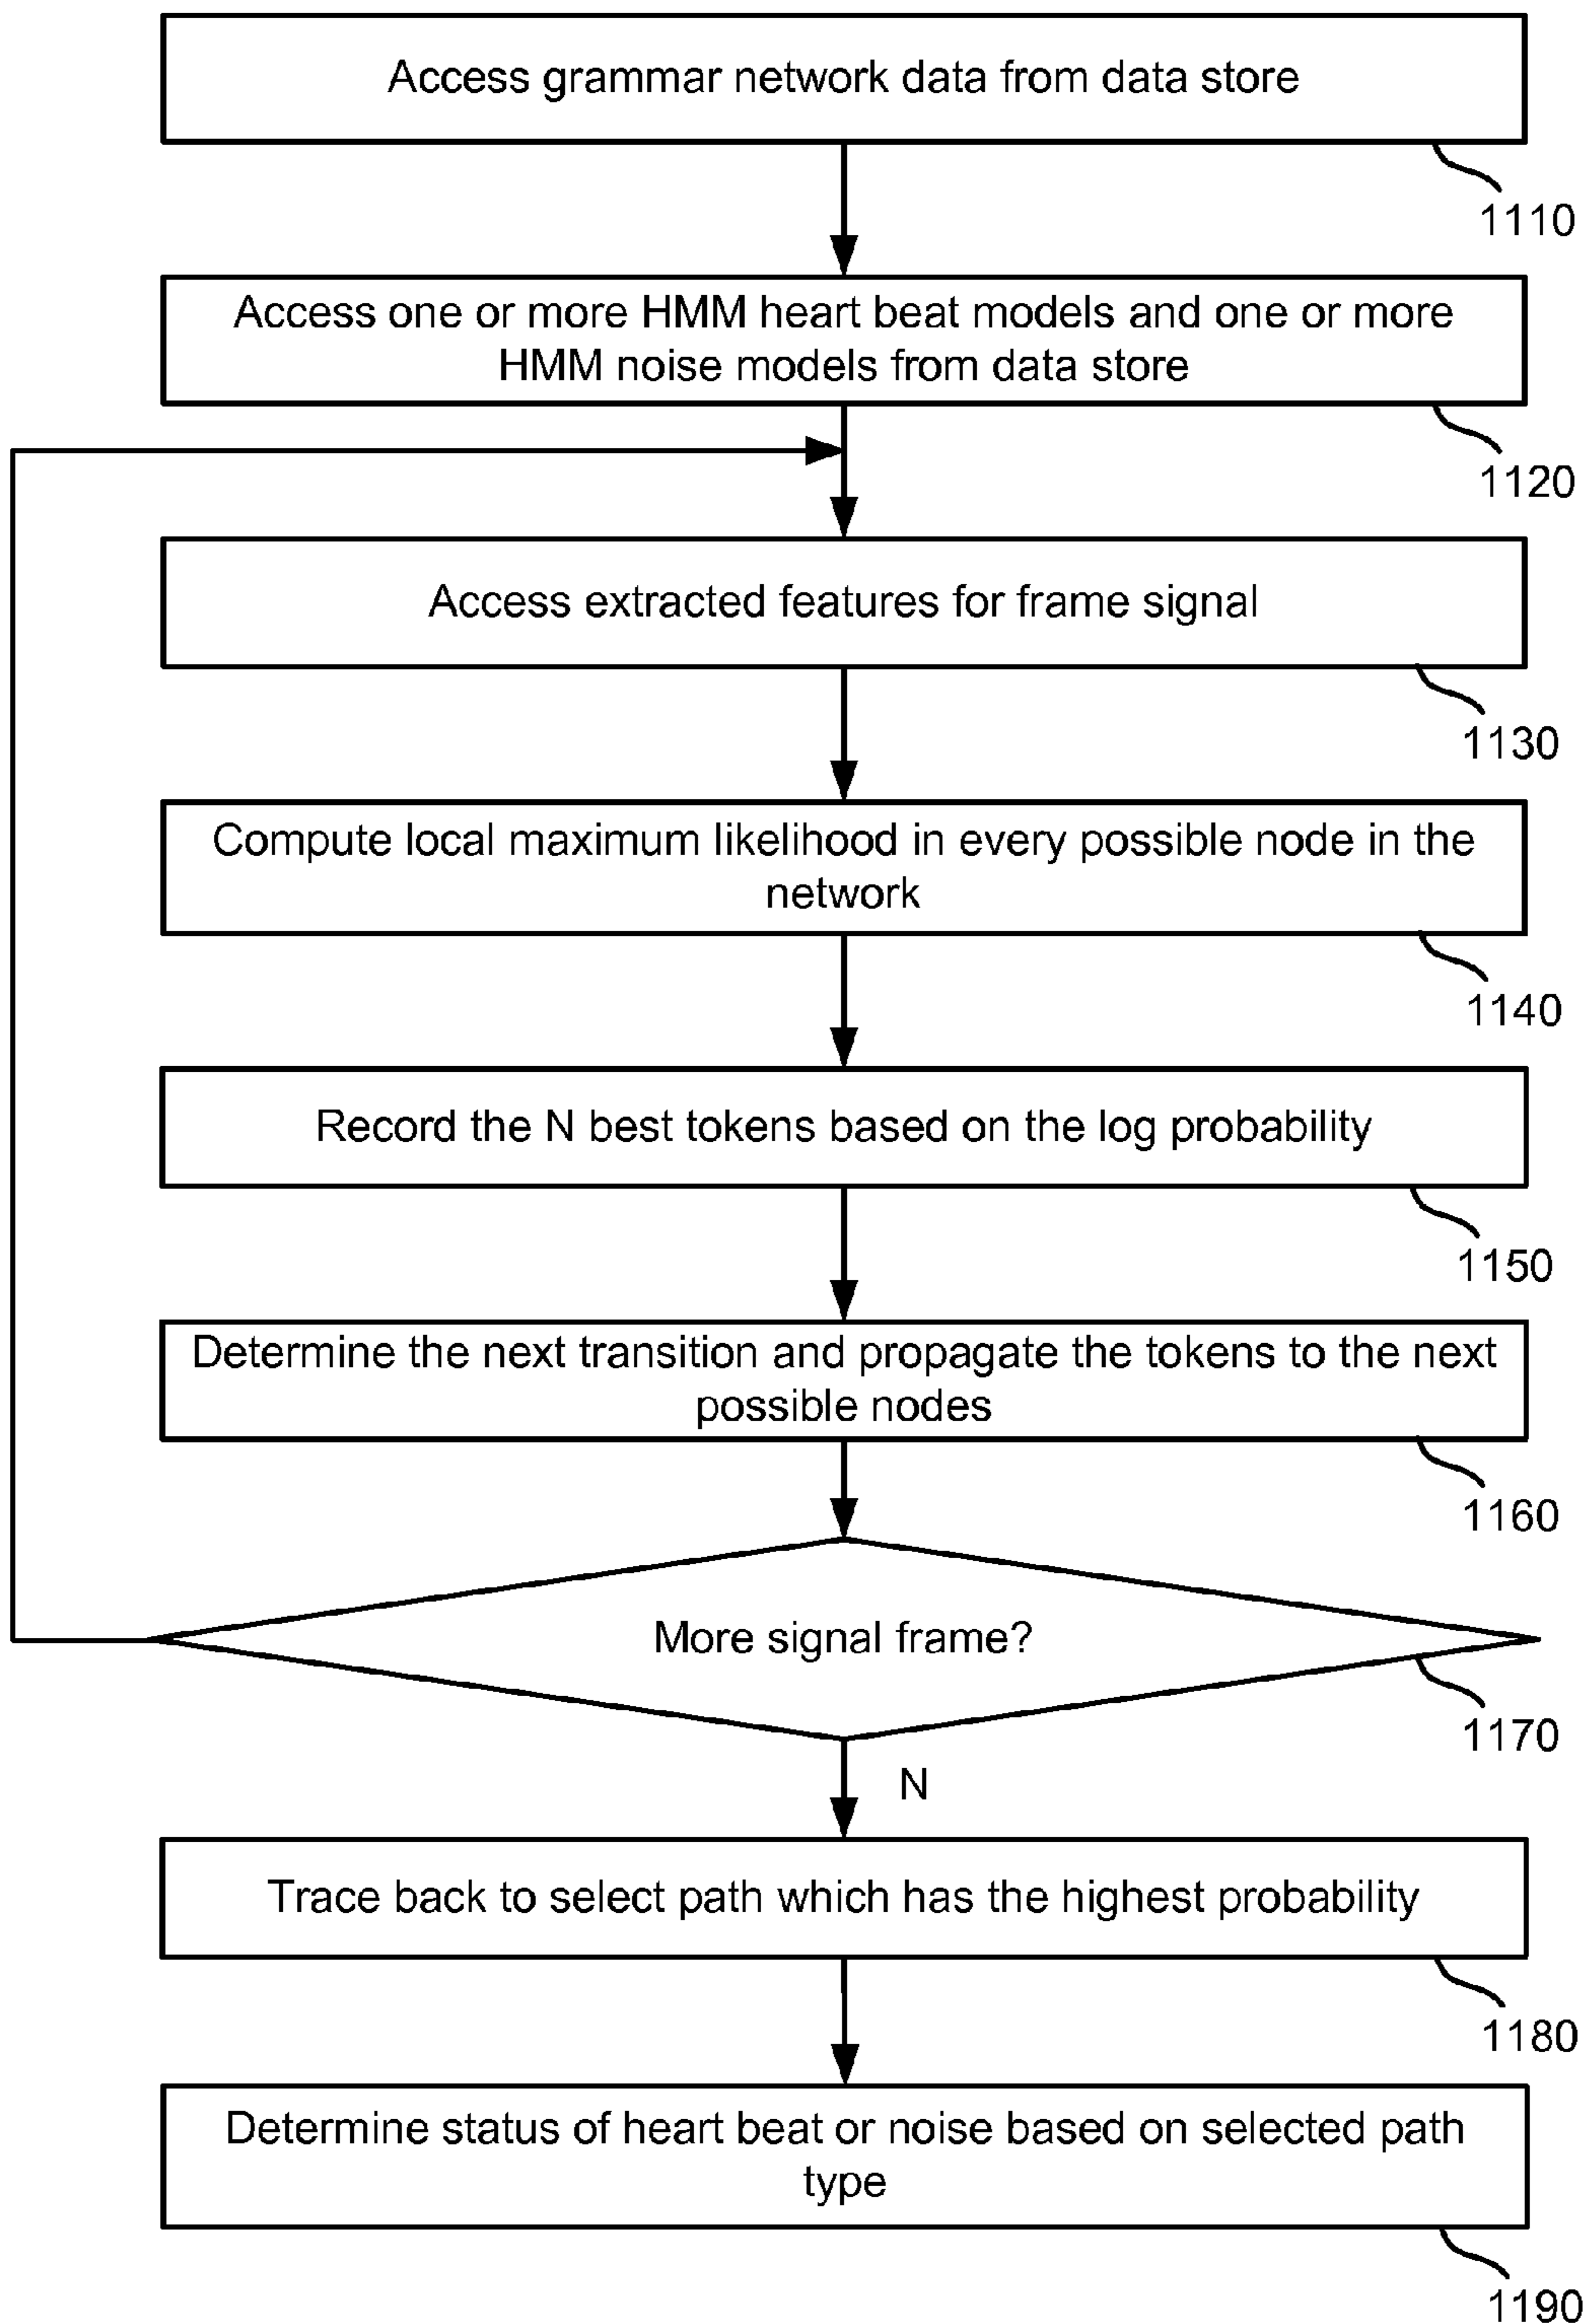 Access grammar network data from data store
1110
Access one or more HMM heart beat models and one or more
HMM noise models from data store
1120
Access extracted features for frame signal
1130
Compute local maximum likelihood in every possible node in the
network
1140
Record the N best tokens based on the log probability
1150
Determine the next transition and propagate the tokens to the next
possible nodes
1160
More signal frame?
1170
N
Trace back to select path which has the highest probability
1180
Determine status of heart beat or noise based on selected path
type
1190